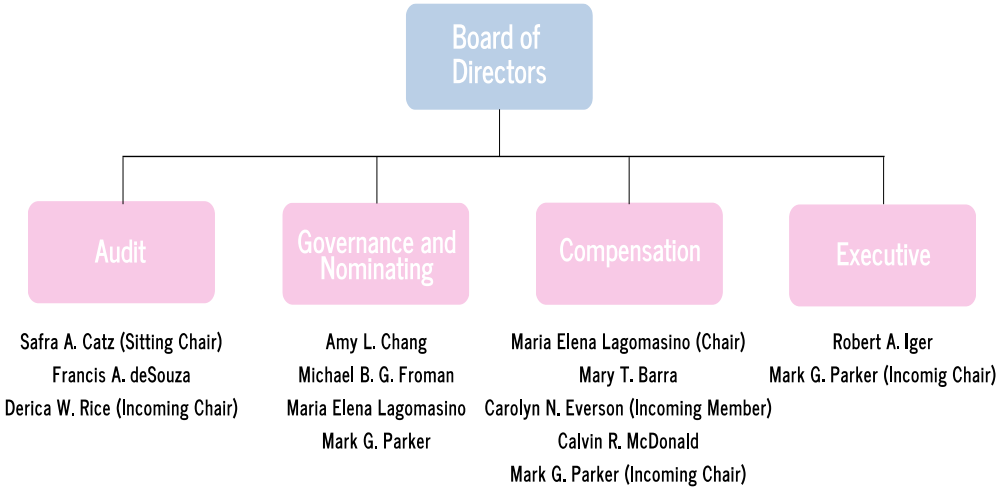 Board of
Directors
Audit
Governance and
Nominating
Compensation
Executive
Safra A. Catz (Sitting Chair)
Francis A. deSouza
Derica W. Rice (Incoming Chair)
Amy L. Chang
Michael B. G. Froman
Maria Elena Lagomasino
Mark G. Parker
Maria Elena Lagomasino (Chair)
Mary T. Barra
Carolyn N. Everson (Incoming Member)
Calvin R. McDonald
Mark G. Parker (Incoming Chair)
Robert A. Iger
Mark G. Parker (Incomig Chair)